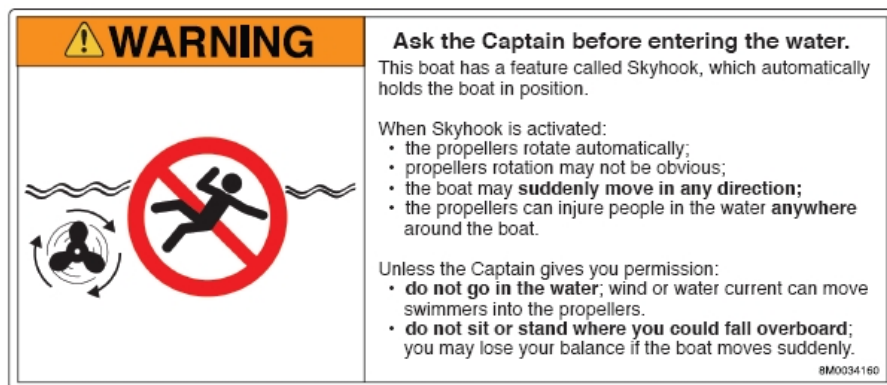 WARNING
Ask the Captain before entering the water.
This boat has a feature called Skyhook, which automatically
holds the boat in position.
When Skyhook is activated:
• the propellers rotate automatically;
• propellers rotation may not be obvious;
• the boat may suddenly move in any direction;
• the propellers can injure people in the water anywhere
around the boat.
Unless the Captain gives you permission:
• do not go in the water; wind or water current can move
swimmers into the propellers.
• do not sit or stand where you could fall overboard;
you may lose your balance if the boat moves suddenly.
8M0034160